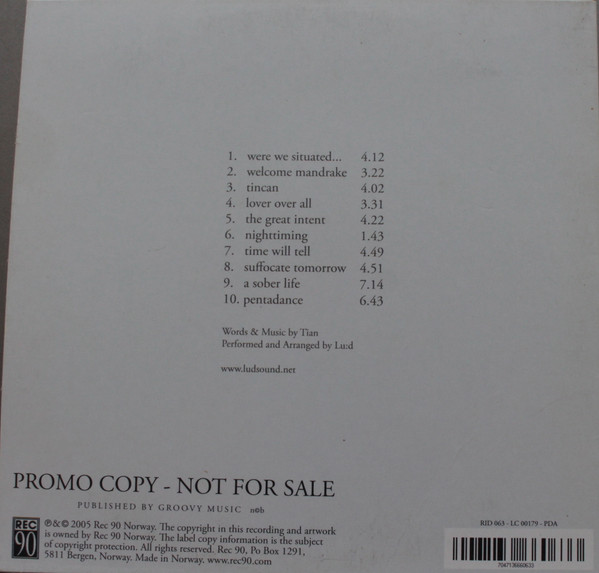 1. were we situated... 4.12
2. welcome mandrake 3.22
3. tincan 4.02
4. lover over all 3.31
5. the great intent 4.22
6. nighttiming 1.43
7. time will tell 4.49
8. suffocate tomorrow 4.51
9. a sober life 7.14
10. pentadance 6.43
Words & Music by Tian
Performed and Arranged by Lu:d
www.ludsound.net
PROMO COPY - NOT FOR SALE
PUBLISHED BY GROOVY MUSIC n©b
REC
90
℗&© 2005 Rec 90 Norway. The copyright in this recording and artwork
is owned by Rec 90 Norway. The label copy information is the subject
of copyright protection. All rights reserved. Rec 90, Po Box 1291,
5811 Bergen, Norway. Made in Norway. www.rec90.com
RID 063 - LC 00179 - PDA
7047136660633